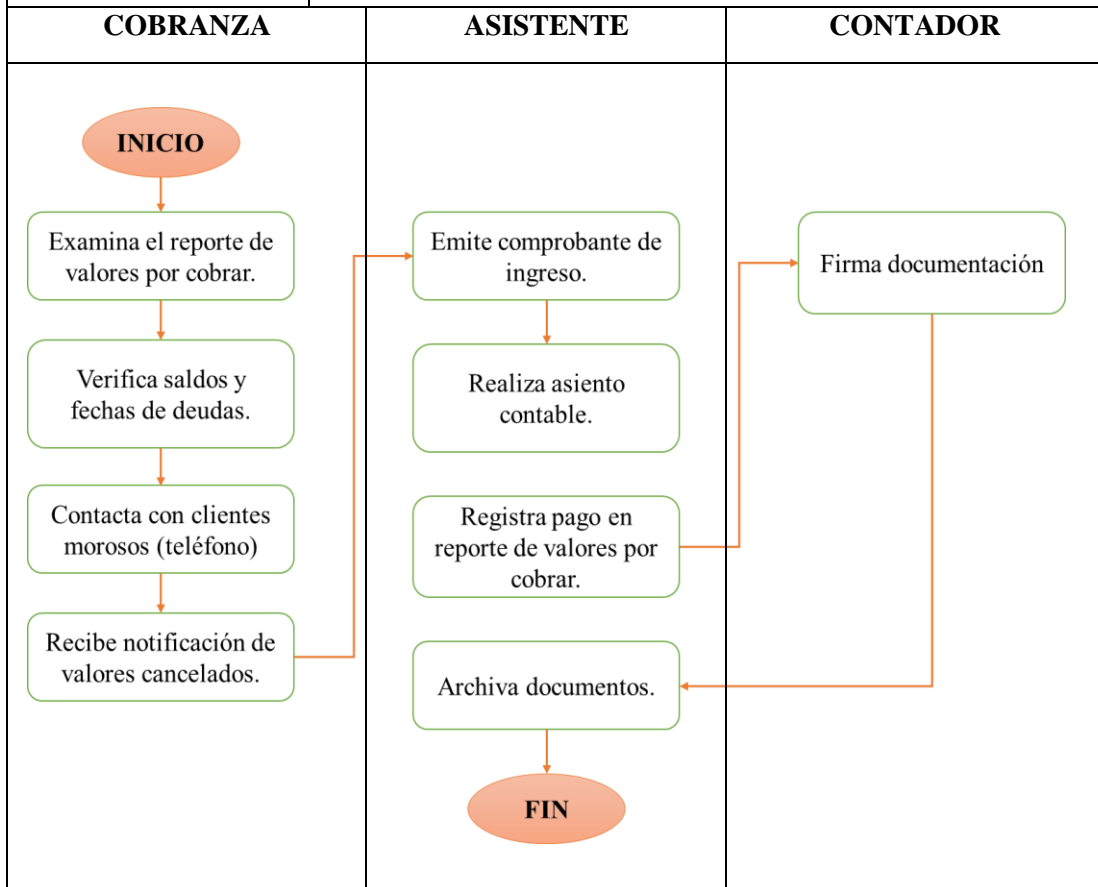 COBRANZA
ASISTENTE
CONTADOR
INICIO
Examina el reporte de
valores por cobrar.
Verifica saldos y
fechas de deudas.
Contacta con clientes
morosos (teléfono)
Recibe notificación de
valores cancelados.
Emite comprobante de
ingreso.
Realiza asiento
contable.
Registra pago en
reporte de valores por
cobrar.
Archiva documentos.
FIN
Firma documentación